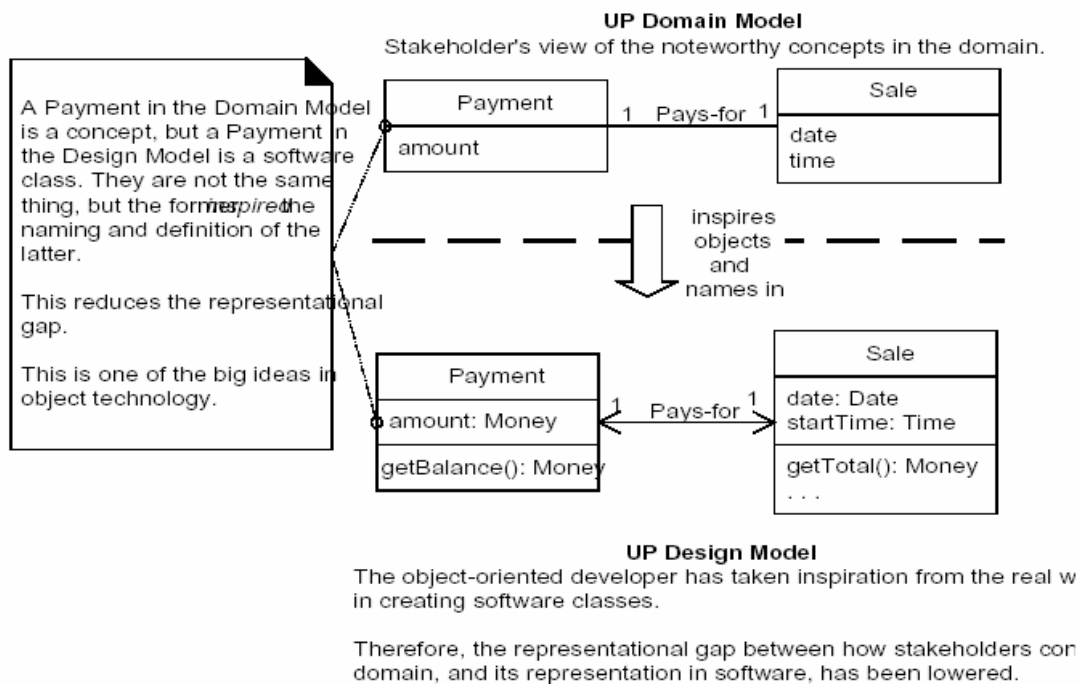 UP Domain Model
Stakeholder's view of the noteworthy concepts in the domain.
A Payment in the Domain Model
is a concept, but a Payment in
the Design Model is a software
class. They are not the same
thing, but the former inspired the
naming and definition of the
latter.
This reduces the representational
gap.
This is one of the big ideas in
object technology.
Payment
amount
1 Pays-for 1
Sale
date
time
inspires
objects
and
names in
Payment
amount: Money
getBalance(): Money
1 Pays-for 1
Sale
date: Date
startTime: Time
getTotal(): Money
. . .
UP Design Model
The object-oriented developer has taken inspiration from the real w
in creating software classes.
Therefore, the representational gap between how stakeholders con
domain, and its representation in software, has been lowered.